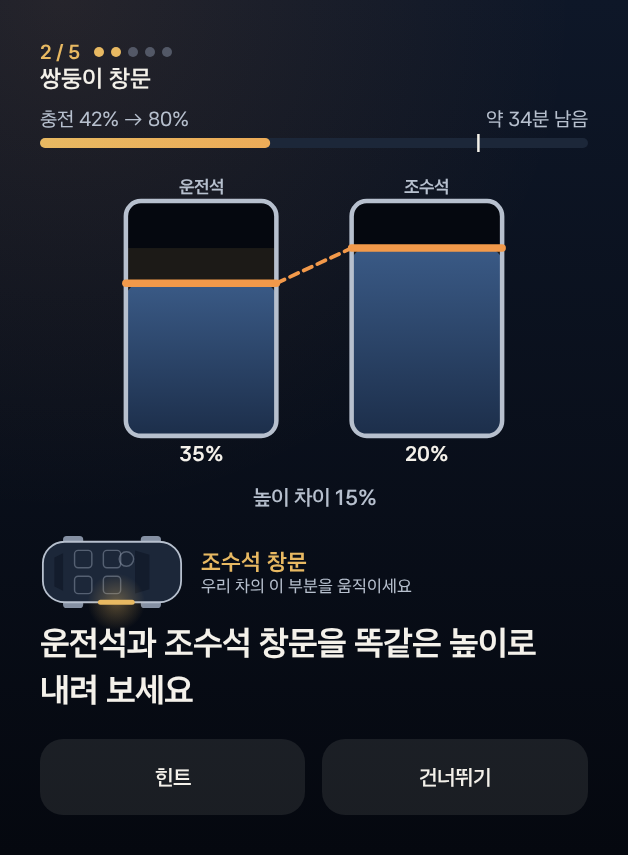 2 / 5
쌍둥이 창문
충전 42% → 80%
약 34분 남음
운전석
조수석
35%
20%
높이 차이 15%
조수석 창문
우리 차의 이 부분을 움직이세요
운전석과 조수석 창문을 똑같은 높이로
내려 보세요
힌트
건너뛰기